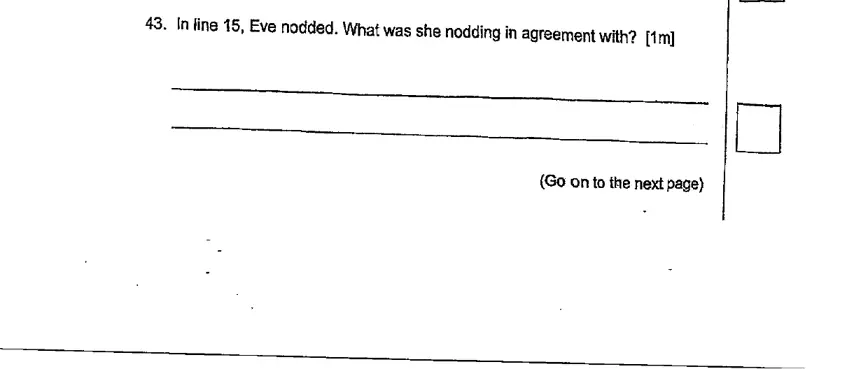 43. In line 15, Eve nodded. What was she nodding in agreement with? [1m]
(Go on to the next page)